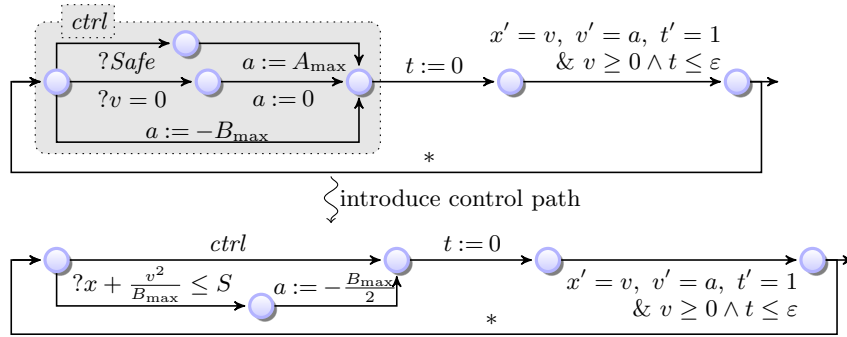 ctrl
?Safe
a := A_max
?v = 0
a := 0
a := −B_max
t := 0
x′ = v, v′ = a, t′ = 1
& v ≥ 0 ∧ t ≤ ε
*
introduce control path
ctrl
?x + v²/B_max ≤ S
a := −B_max/2
t := 0
x′ = v, v′ = a, t′ = 1
& v ≥ 0 ∧ t ≤ ε
*